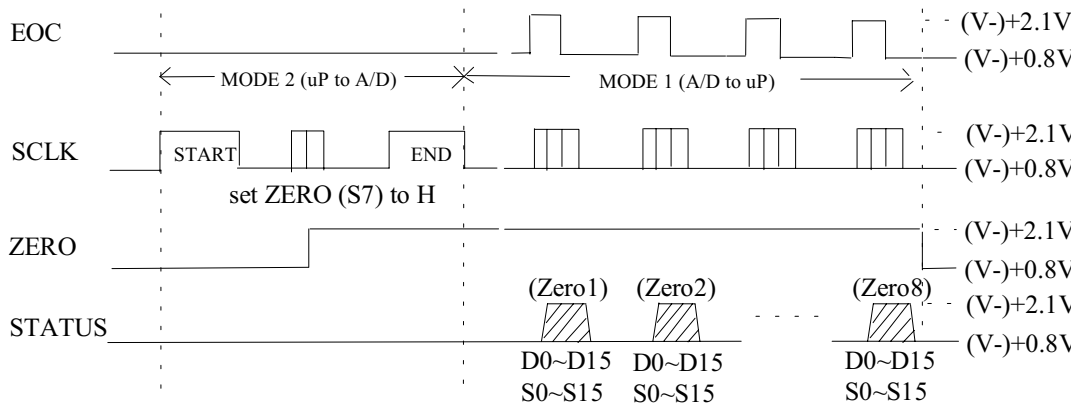 EOC
(V-)+2.1V
(V-)+0.8V
MODE 2 (uP to A/D)
MODE 1 (A/D to uP)
SCLK
START
END
(V-)+2.1V
(V-)+0.8V
set ZERO (S7) to H
ZERO
(V-)+2.1V
(V-)+0.8V
(Zero1)
(Zero2)
(Zero8)
STATUS
(V-)+2.1V
(V-)+0.8V
D0~D15
D0~D15
D0~D15
S0~S15
S0~S15
S0~S15